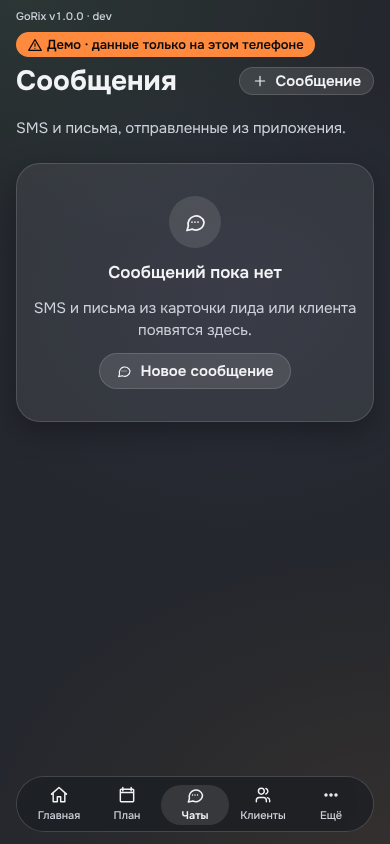 GoRix v1.0.0 · dev
Демо · данные только на этом телефоне
Сообщения
Сообщение
SMS и письма, отправленные из приложения.
Сообщений пока нет
SMS и письма из карточки лида или клиента
появятся здесь.
Новое сообщение
Главная
План
Чаты
Клиенты
Ещё